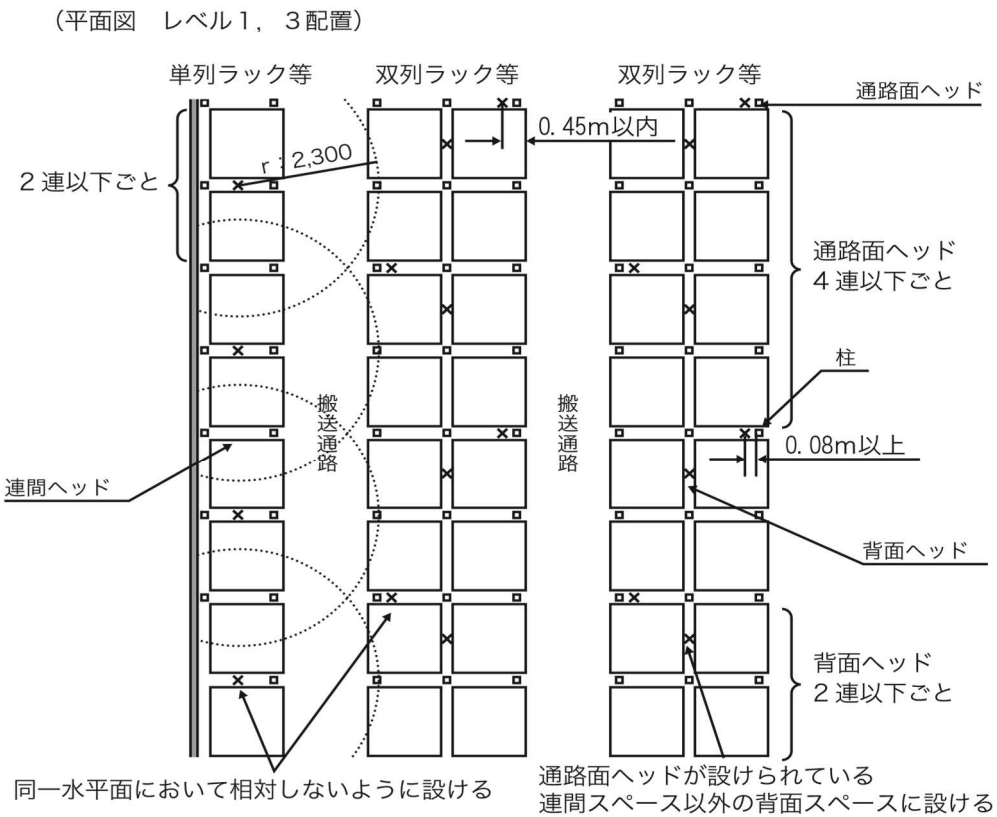 （平面図　レベル１，３配置）
単列ラック等
双列ラック等
双列ラック等
通路面ヘッド
0.45m以内
r：2,300
２連以下ごと
通路面ヘッド
４連以下ごと
柱
搬送通路
搬送通路
0.08m以上
連間ヘッド
背面ヘッド
背面ヘッド
２連以下ごと
同一水平面において相対しないように設ける
通路面ヘッドが設けられている
連間スペース以外の背面スペースに設ける